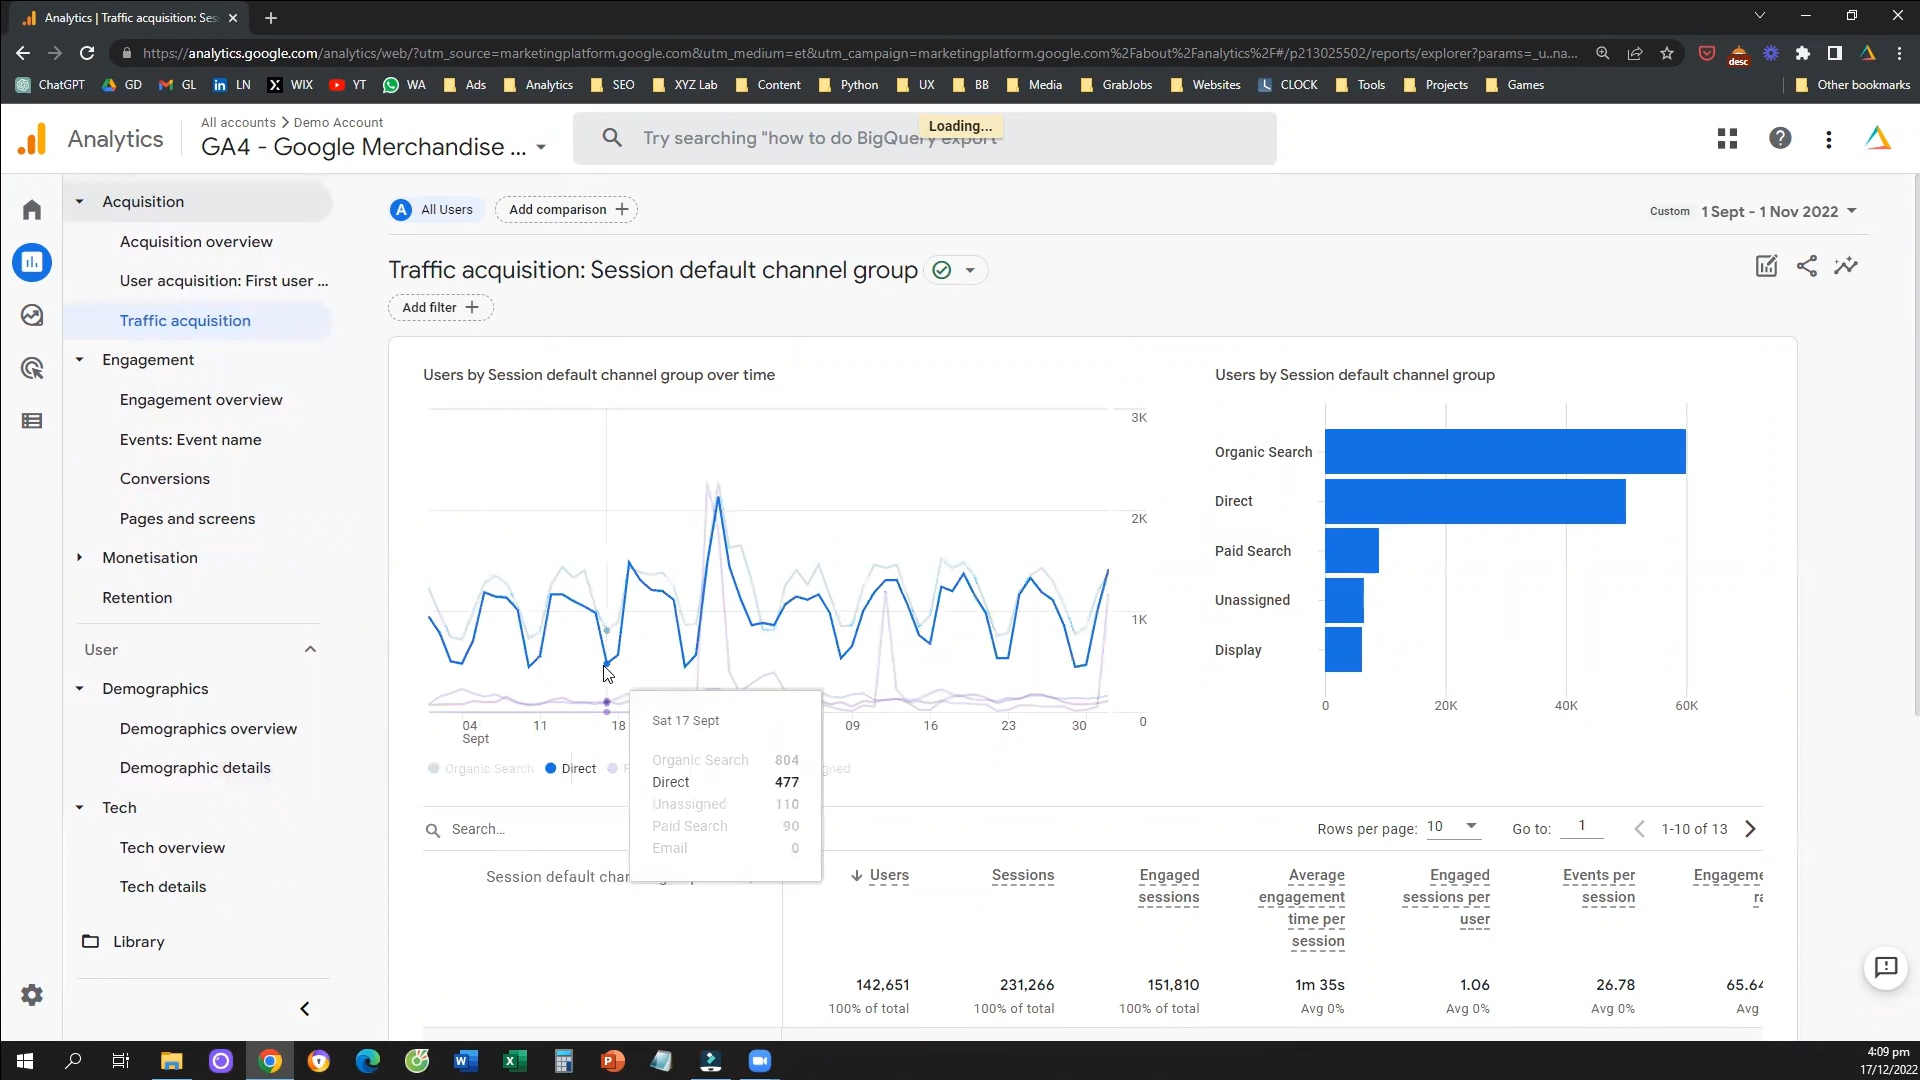 Analytics | Traffic acquisition: Ses
https://analytics.google.com/analytics/web/?utm_source=marketingplatform.google.com&utm_medium=et&utm_campaign=marketingplatform.google.com%2Fabout%2Fanalytics%2F#/p213025502/reports/explorer?params=_u..na...
desc
ChatGPT GD GL LN WIX YT WA Ads Analytics SEO XYZ Lab Content Python UX BB Media GrabJobs Websites CLOCK Tools Projects Games Other bookmarks
Analytics
All accounts > Demo Account
GA4 - Google Merchandise ...
Try searching "how to do BigQuery export"
Loading...
Acquisition
Acquisition overview
User acquisition: First user ...
Traffic acquisition
Engagement
Engagement overview
Events: Event name
Conversions
Pages and screens
Monetisation
Retention
User
Demographics
Demographics overview
Demographic details
Tech
Tech overview
Tech details
Library
A All Users
Add comparison +
Custom 1 Sept - 1 Nov 2022
Traffic acquisition: Session default channel group
Add filter +
Users by Session default channel group over time
3K
2K
1K
0
04 Sept
11
18
09
16
23
30
Organic Search Direct
Sat 17 Sept
Organic Search 804
Direct 477
Unassigned 110
Paid Search 90
Email 0
Users by Session default channel group
Organic Search
Direct
Paid Search
Unassigned
Display
0 20K 40K 60K
Search...
Rows per page: 10
Go to: 1
1-10 of 13
Session default chan
Users
Sessions
Engaged sessions
Average engagement time per session
Engaged sessions per user
Events per session
Engageme
ra
142,651 231,266 151,810 1m 35s 1.06 26.78 65.64
100% of total 100% of total 100% of total Avg 0% Avg 0% Avg 0% Avg
4:09 pm
17/12/2022